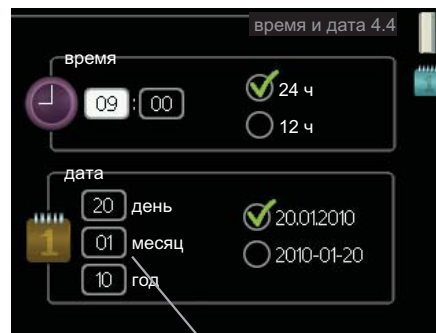 время и дата 4.4
время
09 : 00
24 ч
12 ч
дата
20 день
01 месяц
10 год
20.01.2010
2010-01-20
1